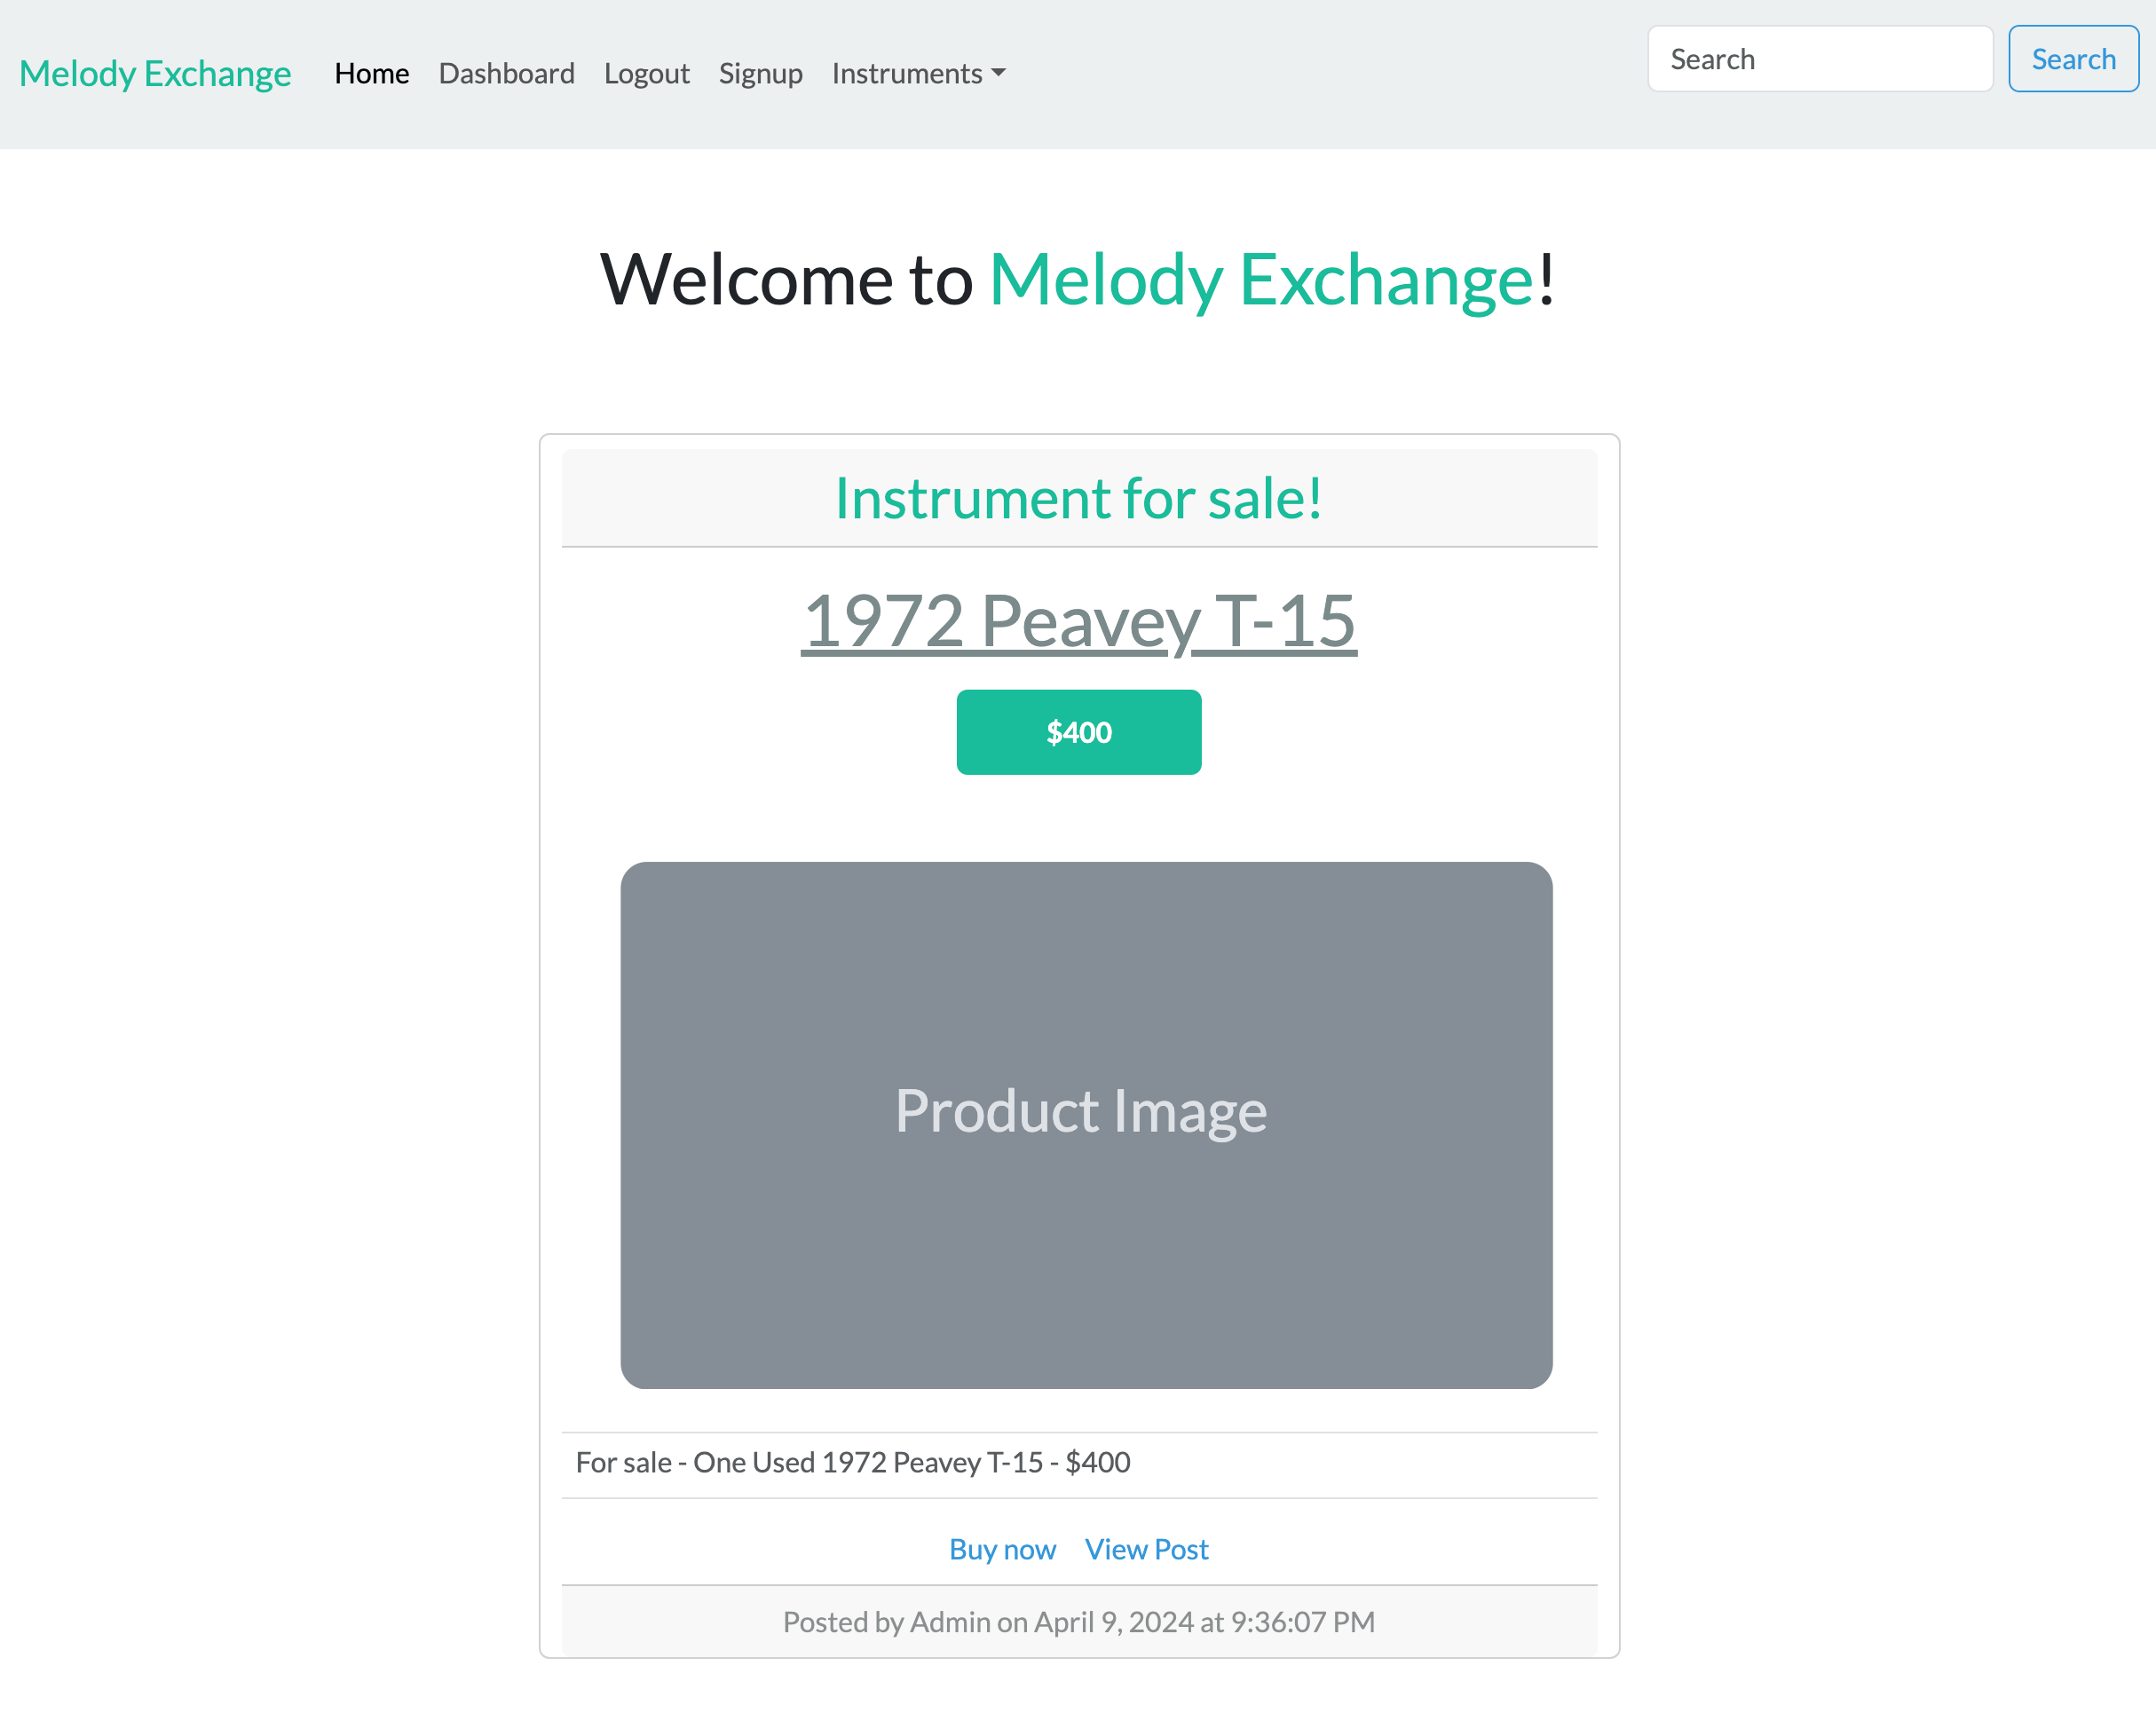 Melody Exchange Home Dashboard Logout Signup Instruments Search Search
Welcome to Melody Exchange!
Instrument for sale!
1972 Peavey T-15
$400
Product Image
For sale - One Used 1972 Peavey T-15 - $400
Buy now View Post
Posted by Admin on April 9, 2024 at 9:36:07 PM